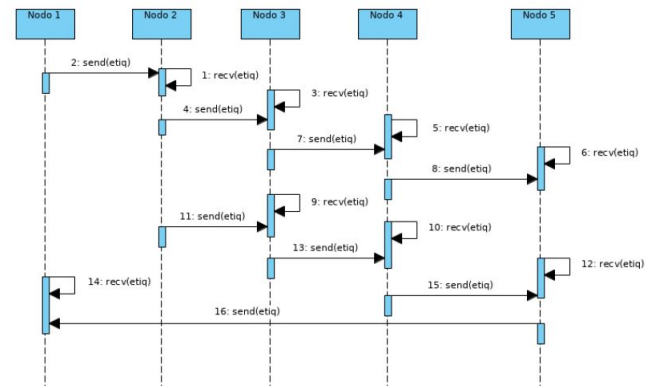 Nodo 1
Nodo 2
Nodo 3
Nodo 4
Nodo 5
2: send(etiq)
1: recv(etiq)
3: recv(etiq)
4: send(etiq)
5: recv(etiq)
7: send(etiq)
6: recv(etiq)
8: send(etiq)
9: recv(etiq)
11: send(etiq)
10: recv(etiq)
13: send(etiq)
12: recv(etiq)
14: recv(etiq)
15: send(etiq)
16: send(etiq)